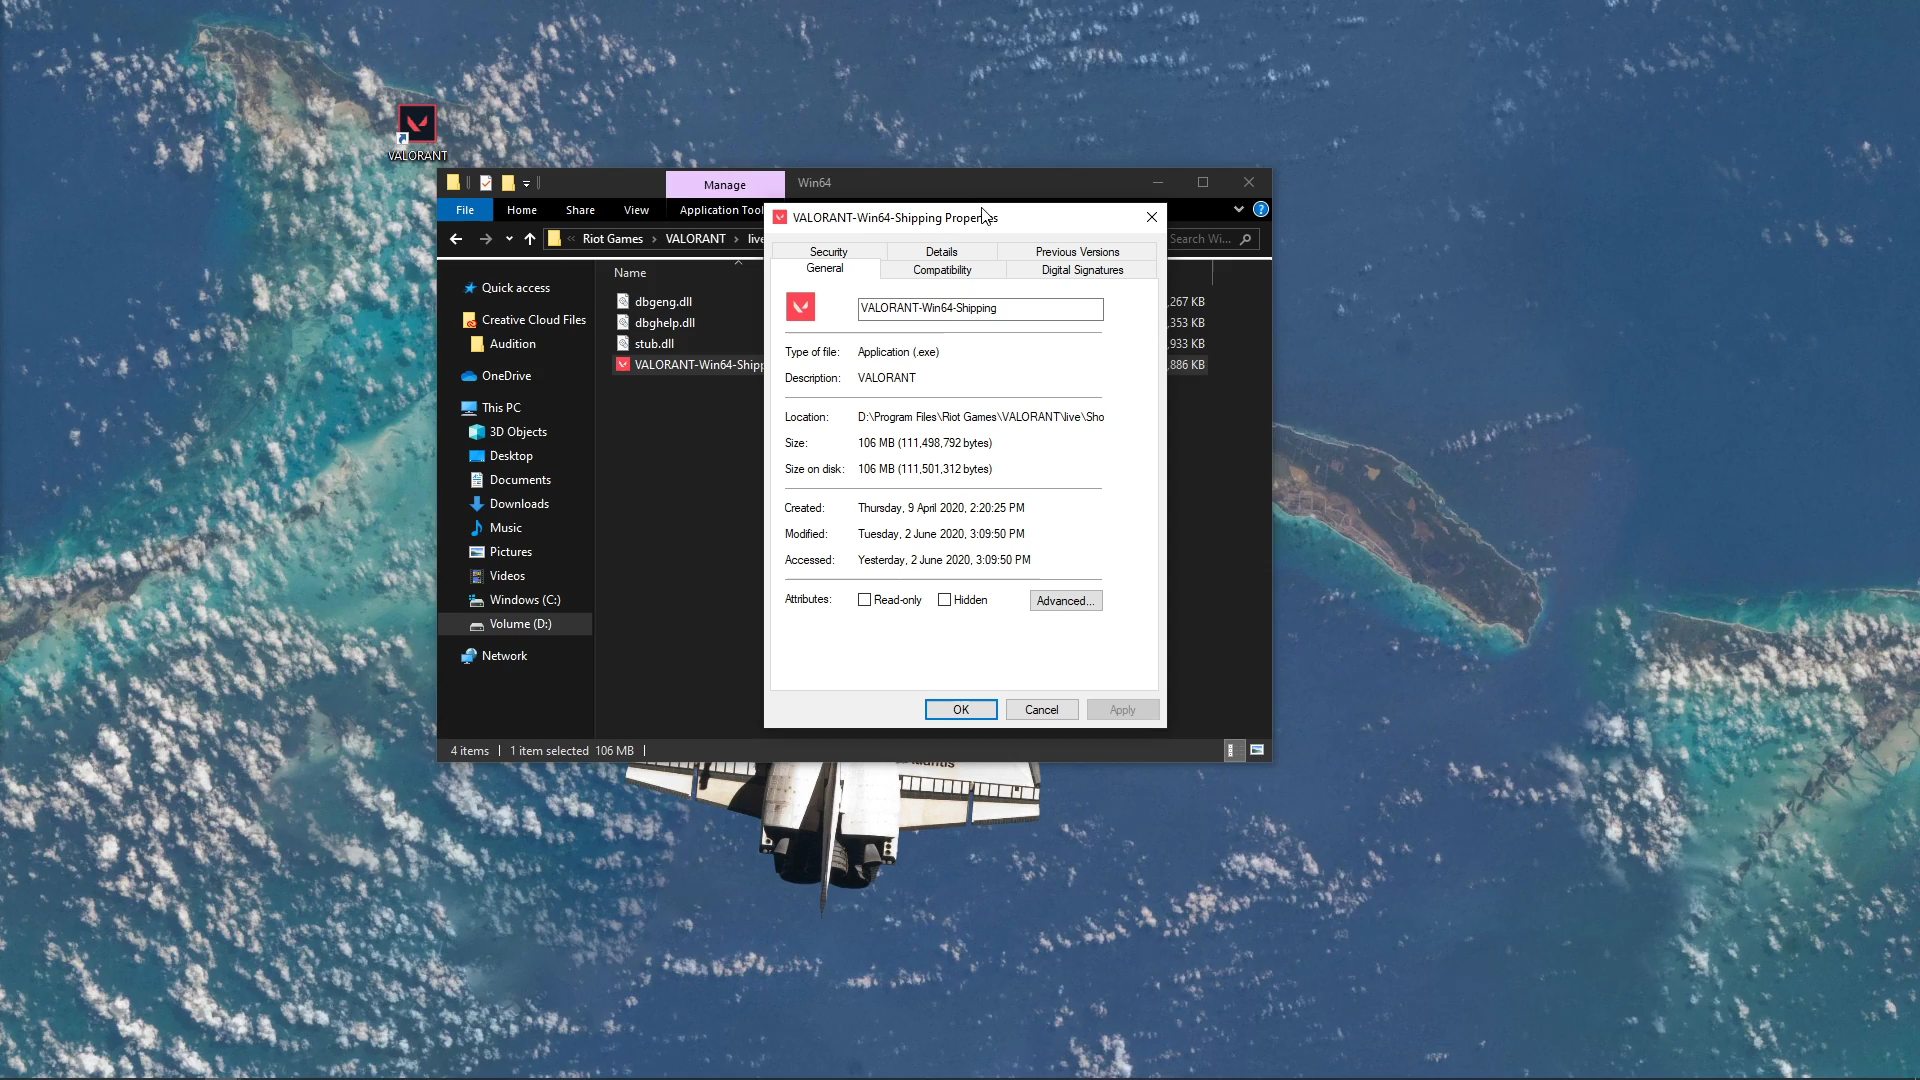 VALORANT
Manage
Win64
File
Home
Share
View
Application Tool
Riot Games
VALORANT
live
Search Wi...
Quick access
Creative Cloud Files
Audition
OneDrive
This PC
3D Objects
Desktop
Documents
Downloads
Music
Pictures
Videos
Windows (C:)
Volume (D:)
Network
Name
dbgeng.dll
dbghelp.dll
stub.dll
VALORANT-Win64-Shipp
,267 KB
,353 KB
,933 KB
,886 KB
4 items
1 item selected 106 MB
VALORANT-Win64-Shipping
Security
Details
Previous Versions
General
Compatibility
Digital Signatures
VALORANT-Win64-Shipping
Type of file: Application (.exe)
Description: VALORANT
Location: D:\Program Files\Riot Games\VALORANT\live\Sho
Size: 106 MB (111,498,792 bytes)
Size on disk: 106 MB (111,501,312 bytes)
Created: Thursday, 9 April 2020, 2:20:25 PM
Modified: Tuesday, 2 June 2020, 3:09:50 PM
Accessed: Yesterday, 2 June 2020, 3:09:50 PM
Attributes: Read-only Hidden Advanced...
OK
Cancel
Apply